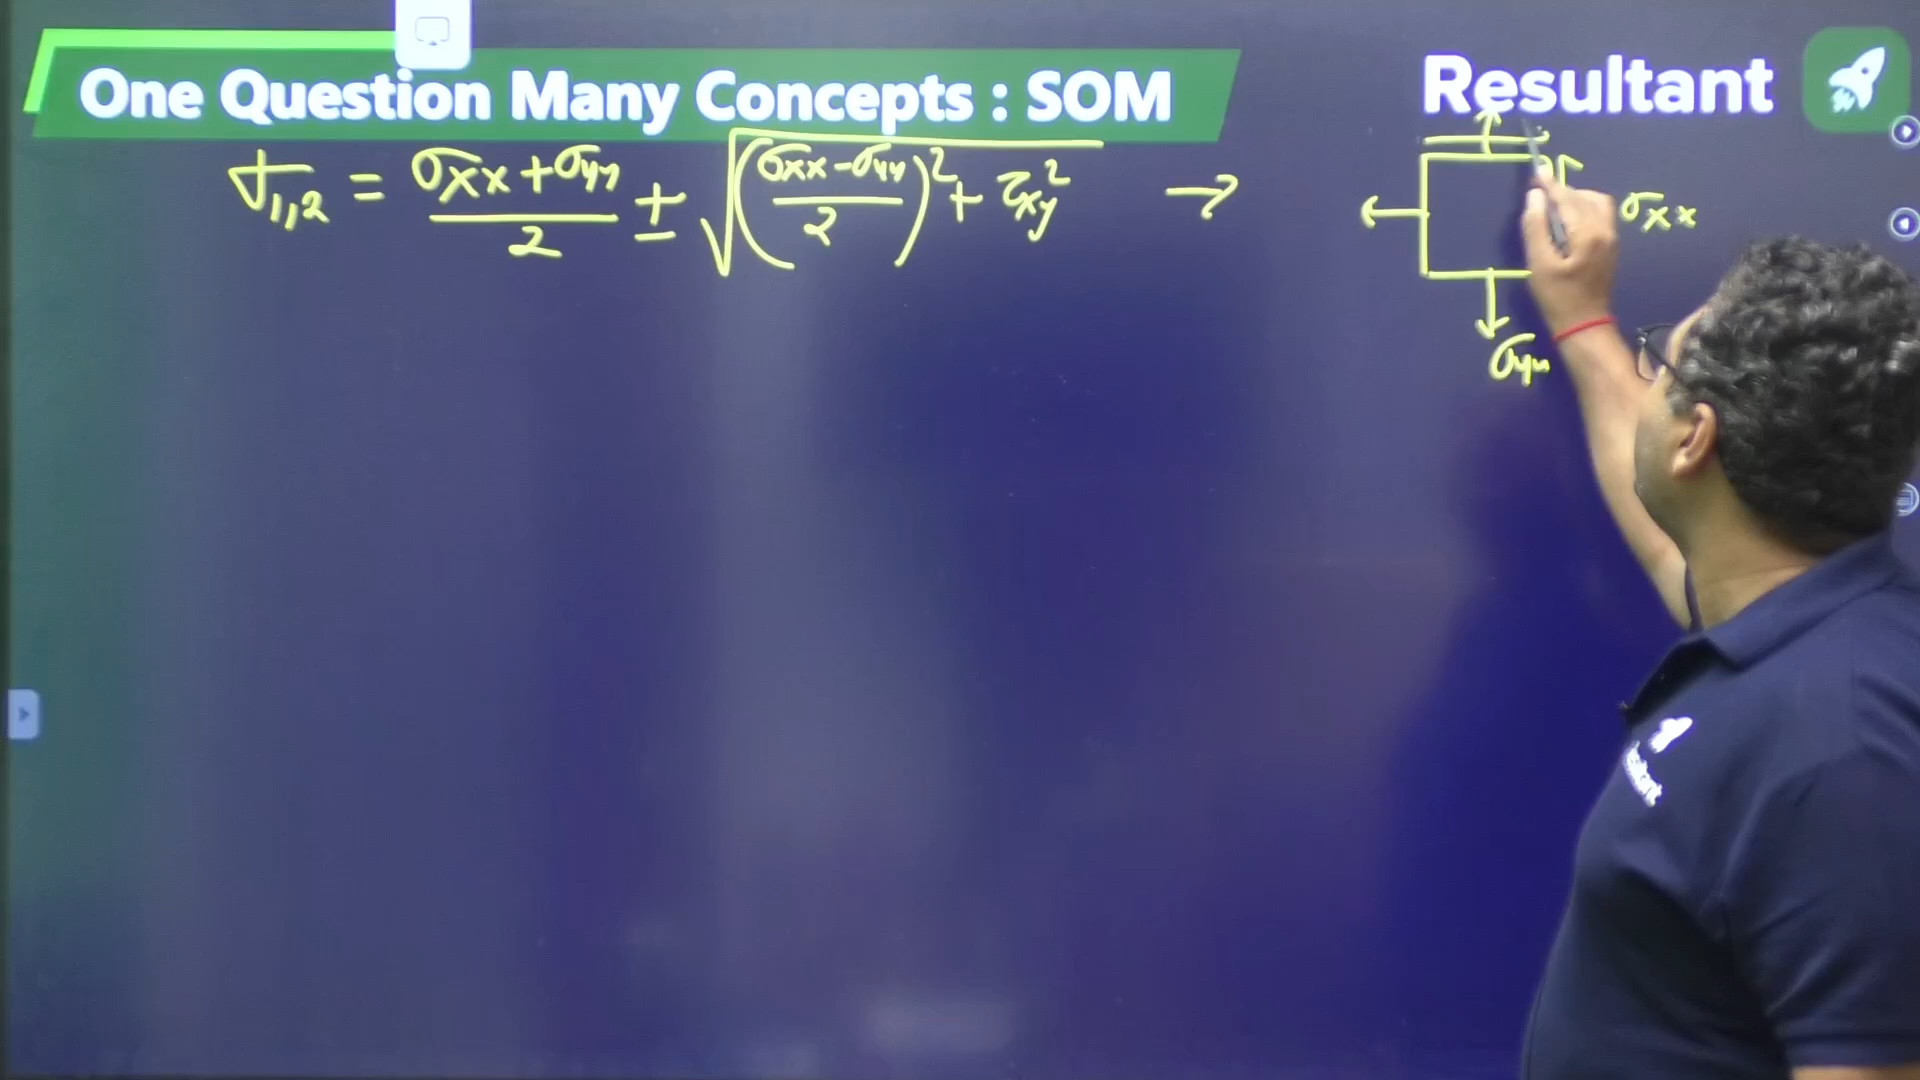 One Question Many Concepts : SOM
Resultant
σ1,2 = σxx + σyy / 2 ± √((σxx - σyy / 2)² + τxy²) →
σxx
σyy